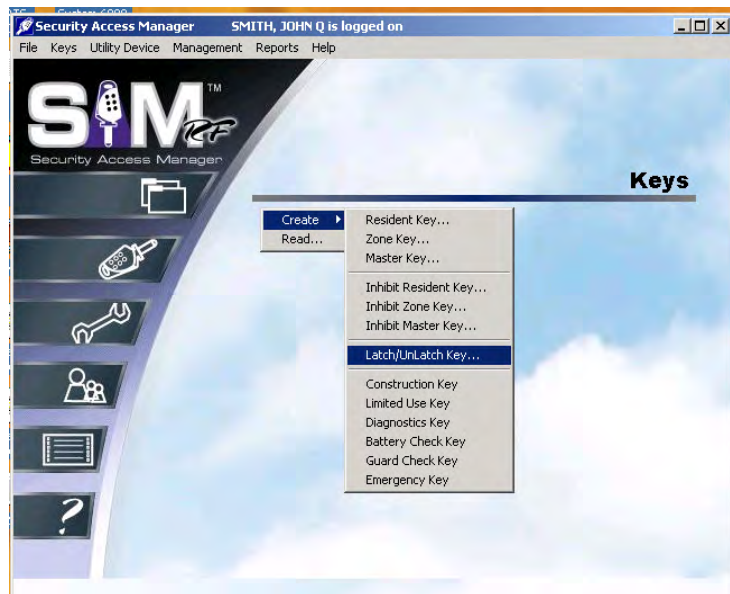 Security Access Manager SMITH, JOHN Q is logged on
File Keys Utility Device Management Reports Help
SAM TM
RF
Security Access Manager
Keys
Create
Read...
Resident Key...
Zone Key...
Master Key...
Inhibit Resident Key...
Inhibit Zone Key...
Inhibit Master Key...
Latch/UnLatch Key...
Construction Key
Limited Use Key
Diagnostics Key
Battery Check Key
Guard Check Key
Emergency Key
?